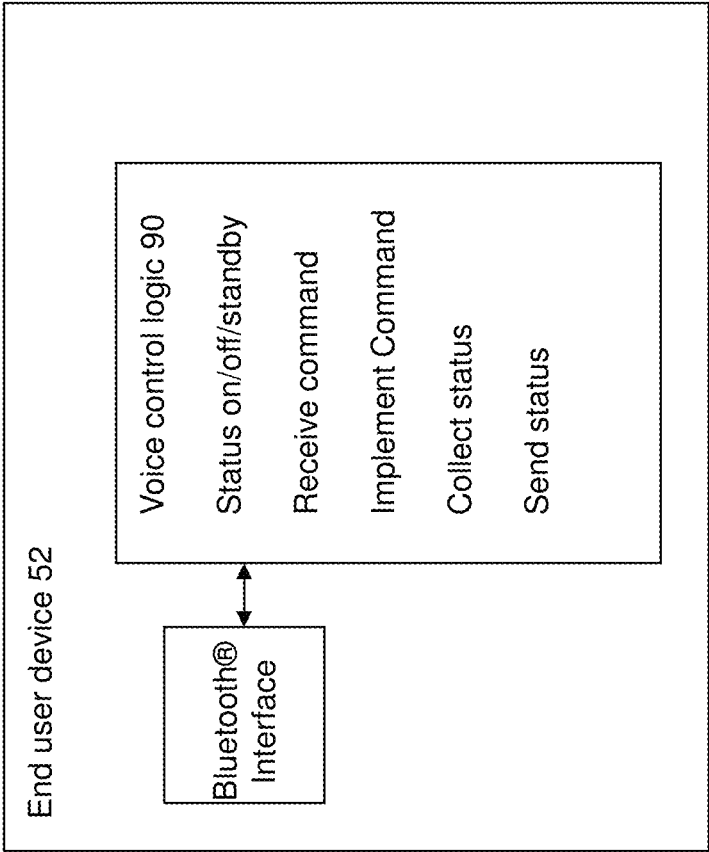 End user device 52
Bluetooth®
Interface
Voice control logic 90
Status on/off/standby
Receive command
Implement Command
Collect status
Send status